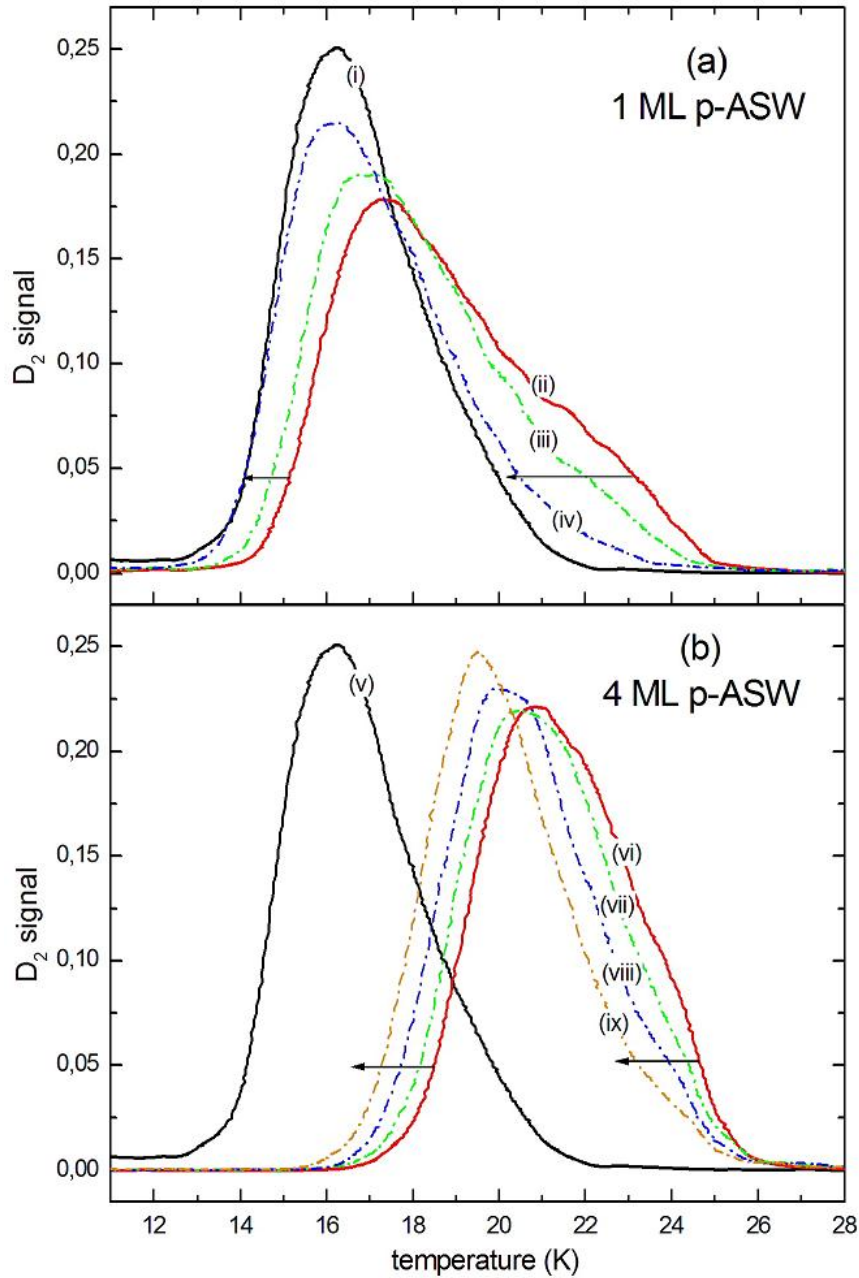 0,25
0,20
0,15
0,10
0,05
0,00
D₂ signal
(a)
1 ML p-ASW
(i)
(ii)
(iii)
(iv)
0,25
0,20
0,15
0,10
0,05
0,00
D₂ signal
(b)
4 ML p-ASW
(v)
(vi)
(vii)
(viii)
(ix)
12 14 16 18 20 22 24 26 28
temperature (K)